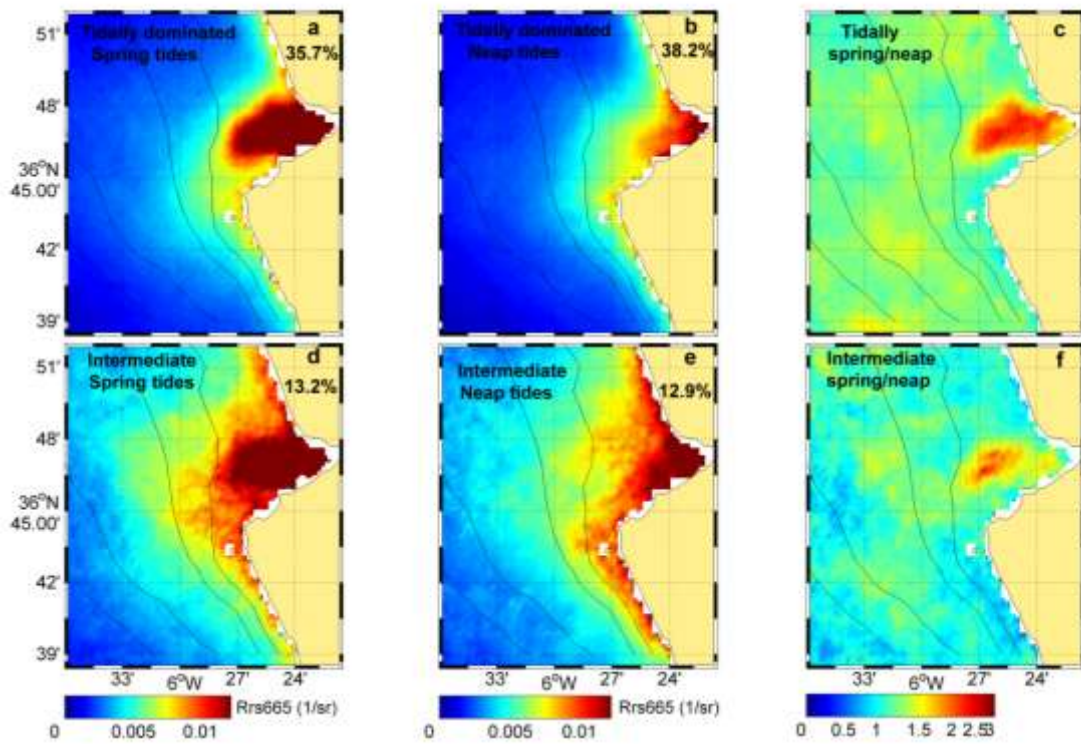 51'
48'
36°N
45.00'
42'
39'
Tidally dominated
Spring tides
a
35.7%
Tidally dominated
Neap tides
b
38.2%
Tidally
spring/neap
c
51'
48'
36°N
45.00'
42'
39'
Intermediate
Spring tides
d
13.2%
Intermediate
Neap tides
e
12.9%
Intermediate
spring/neap
f
33' 6°W 27' 24'
33' 6°W 27' 24'
33' 6°W 27' 24'
Rrs665 (1/sr)
0 0.005 0.01
Rrs665 (1/sr)
0 0.005 0.01
0 0.5 1 1.5 2 2.5 3